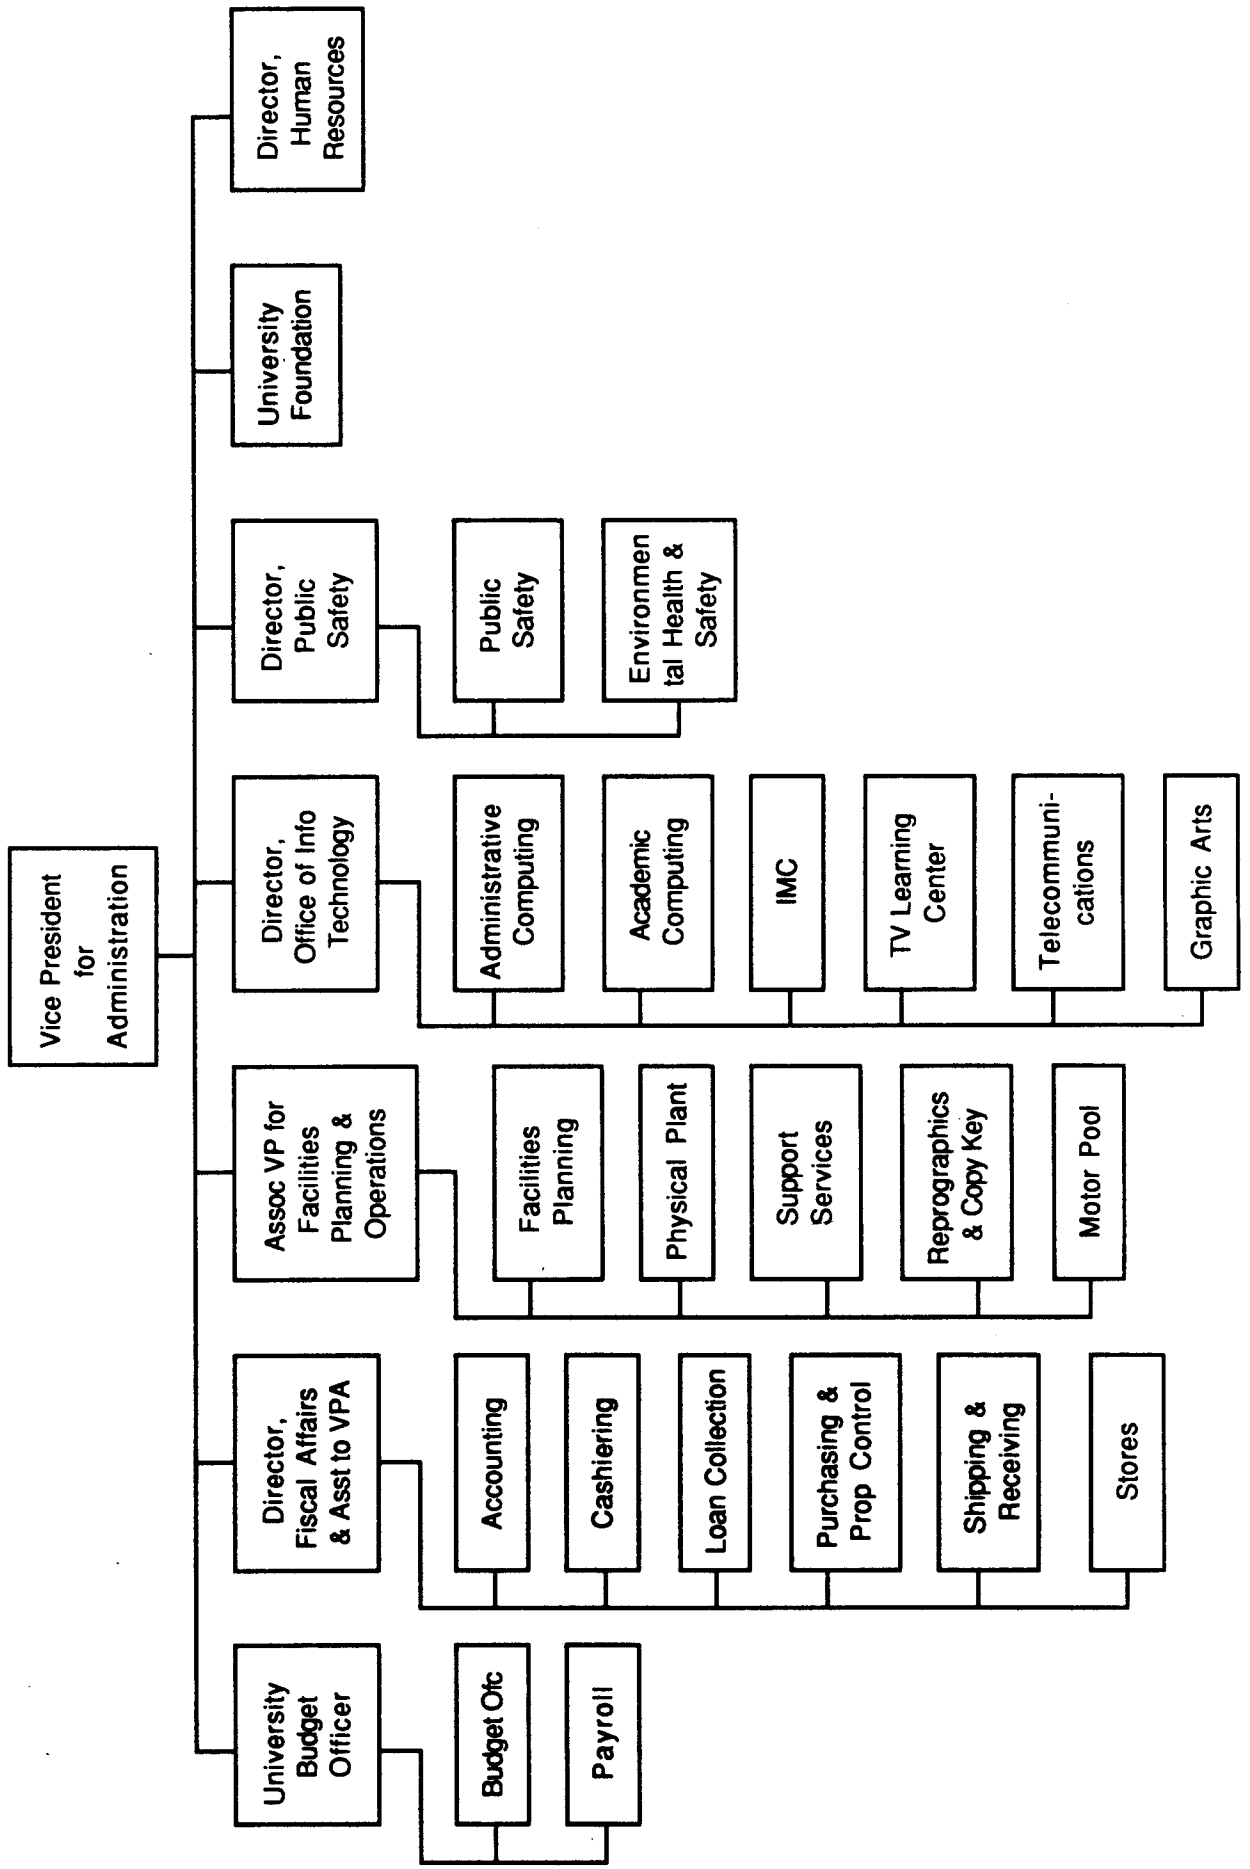 Vice President
for
Administration
University
Budget
Officer
Budget Ofc
Payroll
Director,
Fiscal Affairs
& Asst to VPA
Accounting
Cashiering
Loan Collection
Purchasing &
Prop Control
Shipping &
Receiving
Stores
Assoc VP for
Facilities
Planning &
Operations
Facilities
Planning
Physical Plant
Support
Services
Reprographics
& Copy Key
Motor Pool
Director,
Office of Info
Technology
Administrative
Computing
Academic
Computing
IMC
TV Learning
Center
Telecommuni-
cations
Graphic Arts
Director,
Public
Safety
Public
Safety
Environmen
tal Health &
Safety
University
Foundation
Director,
Human
Resources